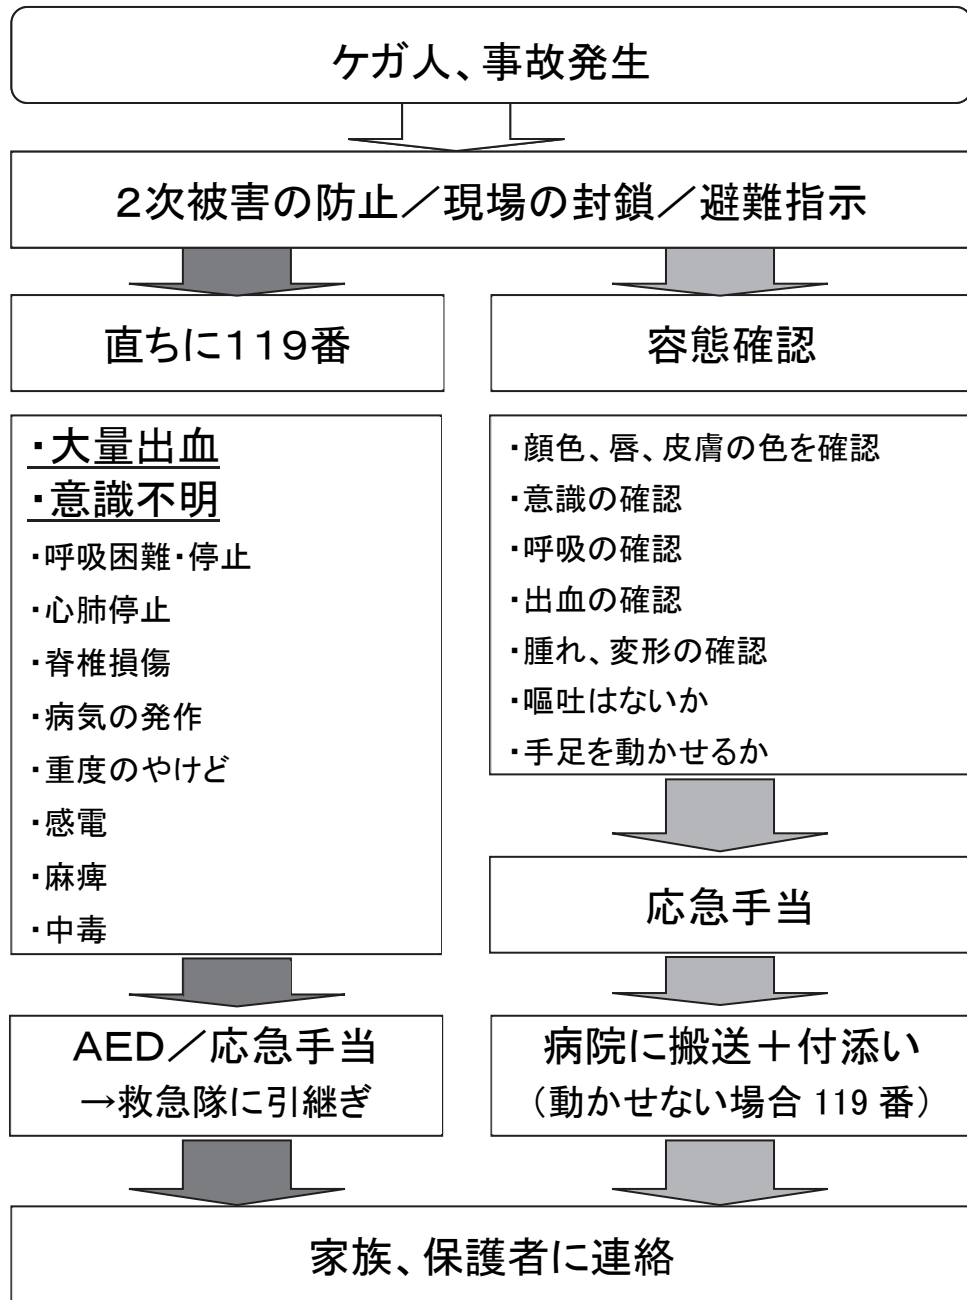 ケガ人、事故発生
2次被害の防止／現場の封鎖／避難指示
直ちに119番
・大量出血
・意識不明
・呼吸困難・停止
・心肺停止
・脊椎損傷
・病気の発作
・重度のやけど
・感電
・麻痺
・中毒
AED／応急手当
→救急隊に引継ぎ
容態確認
・顔色、唇、皮膚の色を確認
・意識の確認
・呼吸の確認
・出血の確認
・腫れ、変形の確認
・嘔吐はないか
・手足を動かせるか
応急手当
病院に搬送＋付添い
（動かせない場合 119 番）
家族、保護者に連絡